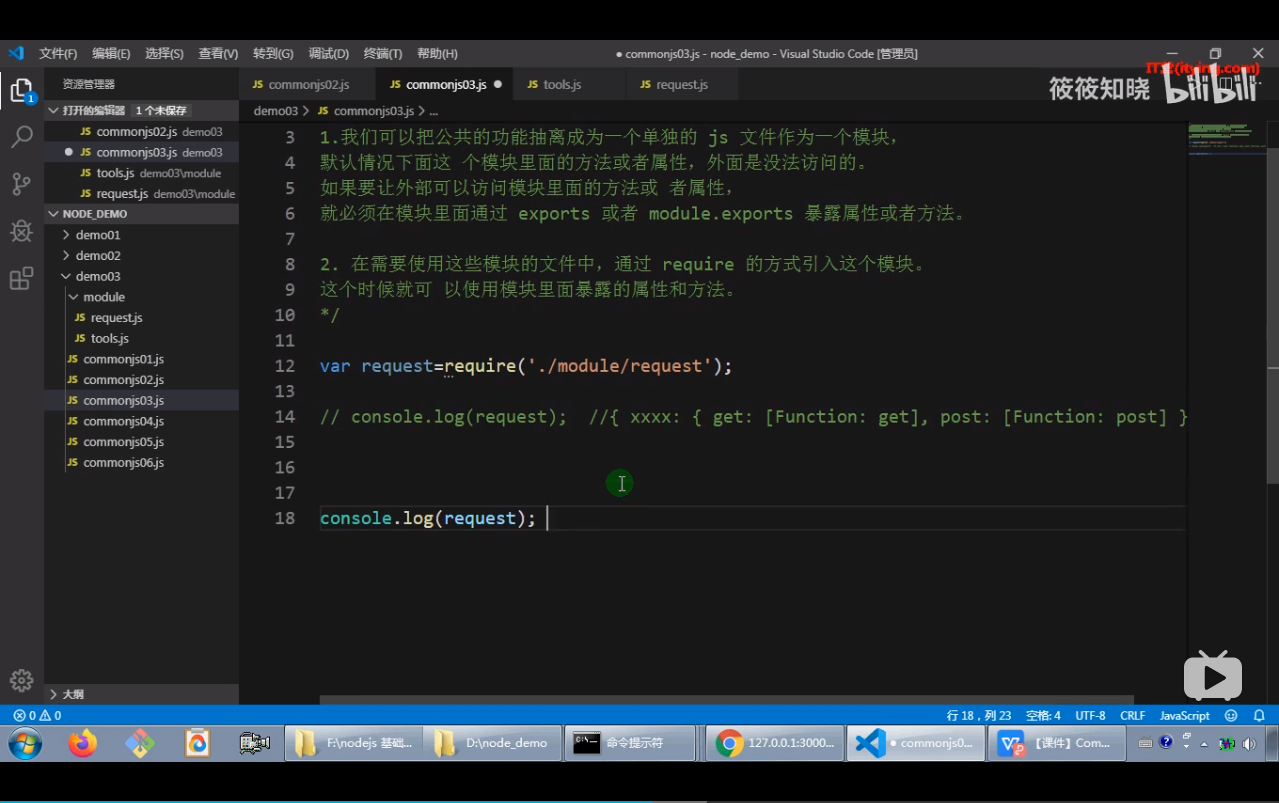 文件(F) 编辑(E) 选择(S) 查看(V) 转到(G) 调试(D) 终端(T) 帮助(H)
● commonjs03.js - node_demo - Visual Studio Code [管理员]
筱筱知晓 bilibili
资源管理器
JS commonjs02.js JS commonjs03.js ● JS tools.js JS request.js
打开的编辑器 1 个未保存
demo03 > JS commonjs03.js > ...
JS commonjs02.js demo03
● JS commonjs03.js demo03
JS tools.js demo03\module
JS request.js demo03\module
NODE_DEMO
> demo01
> demo02
demo03
module
JS request.js
JS tools.js
JS commonjs01.js
JS commonjs02.js
JS commonjs03.js
JS commonjs04.js
JS commonjs05.js
JS commonjs06.js
> 大纲
3 1.我们可以把公共的功能抽离成为一个单独的 js 文件作为一个模块，
4 默认情况下面这 个模块里面的方法或者属性，外面是没法访问的。
5 如果要让外部可以访问模块里面的方法或 者属性，
6 就必须在模块里面通过 exports 或者 module.exports 暴露属性或者方法。
7
8 2. 在需要使用这些模块的文件中，通过 require 的方式引入这个模块。
9 这个时候就可 以使用模块里面暴露的属性和方法。
10 */
11
12 var request=require('./module/request');
13
14 // console.log(request);  //{ xxxx: { get: [Function: get], post: [Function: post] }
15
16
17
18 console.log(request);
0 0
行 18，列 23 空格: 4 UTF-8 CRLF JavaScript
F:\nodejs 基础... D:\node_demo 命令提示符 127.0.0.1:3000... ● commonjs0... 【课件】Com...